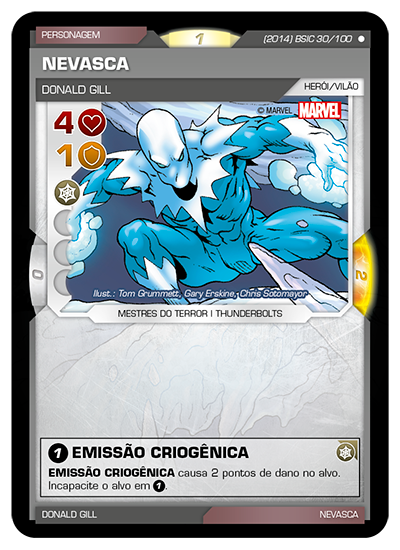 PERSONAGEM
1
(2014) BSIC 30/100
NEVASCA
DONALD GILL
HERÓI/VILÃO
© MARVEL MARVEL
4
1
0
2
Ilust.: Tom Grummett, Gary Erskine, Chris Sotomayor
MESTRES DO TERROR | THUNDERBOLTS
1 EMISSÃO CRIOGÊNICA
EMISSÃO CRIOGÊNICA causa 2 pontos de dano no alvo.
Incapacite o alvo em 1.
DONALD GILL
NEVASCA